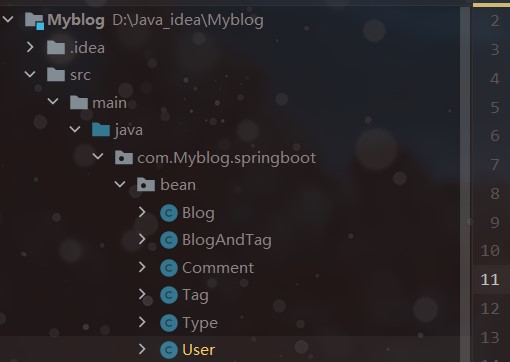 Myblog D:\Java_idea\Myblog
.idea
src
main
java
com.Myblog.springboot
bean
Blog
BlogAndTag
Comment
Tag
Type
User
2
3
4
5
6
7
8
9
10
11
12
13